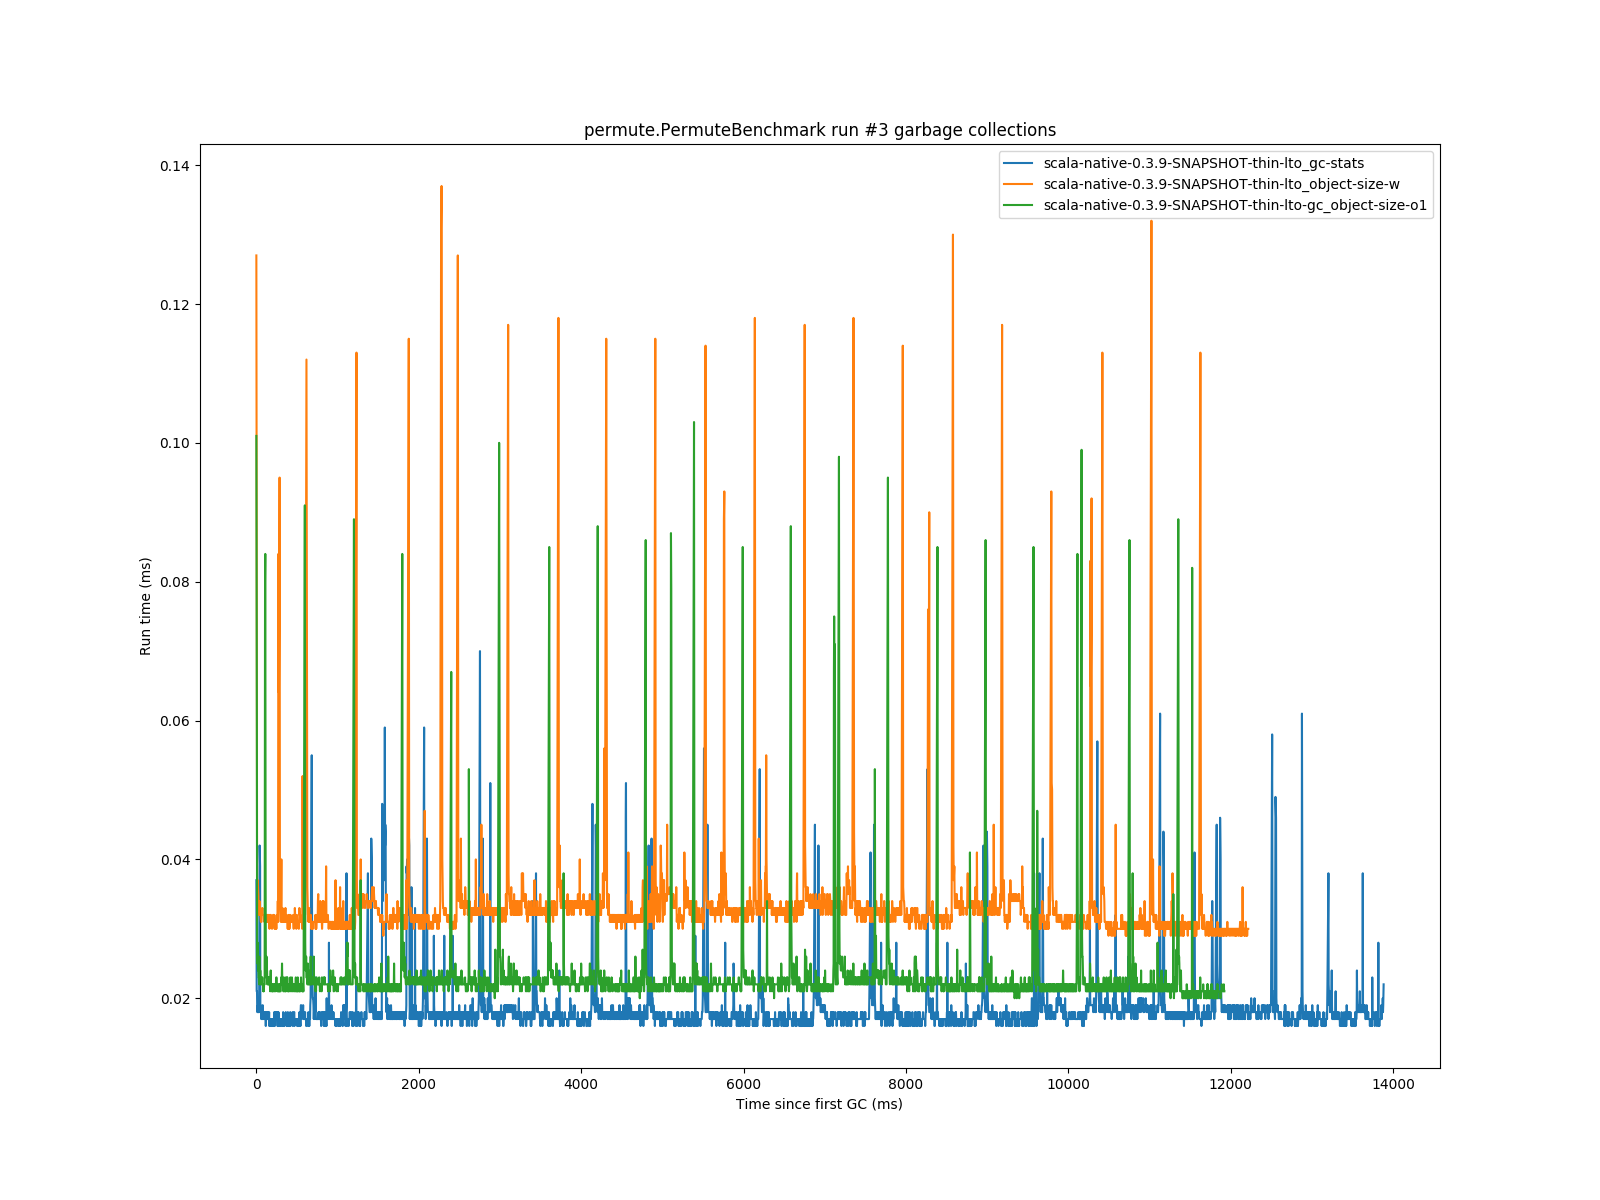 permute.PermuteBenchmark run #3 garbage collections
scala-native-0.3.9-SNAPSHOT-thin-lto_gc-stats
scala-native-0.3.9-SNAPSHOT-thin-lto_object-size-w
scala-native-0.3.9-SNAPSHOT-thin-lto-gc_object-size-o1
0.14
0.12
0.10
0.08
0.06
0.04
0.02
Run time (ms)
0 2000 4000 6000 8000 10000 12000 14000
Time since first GC (ms)